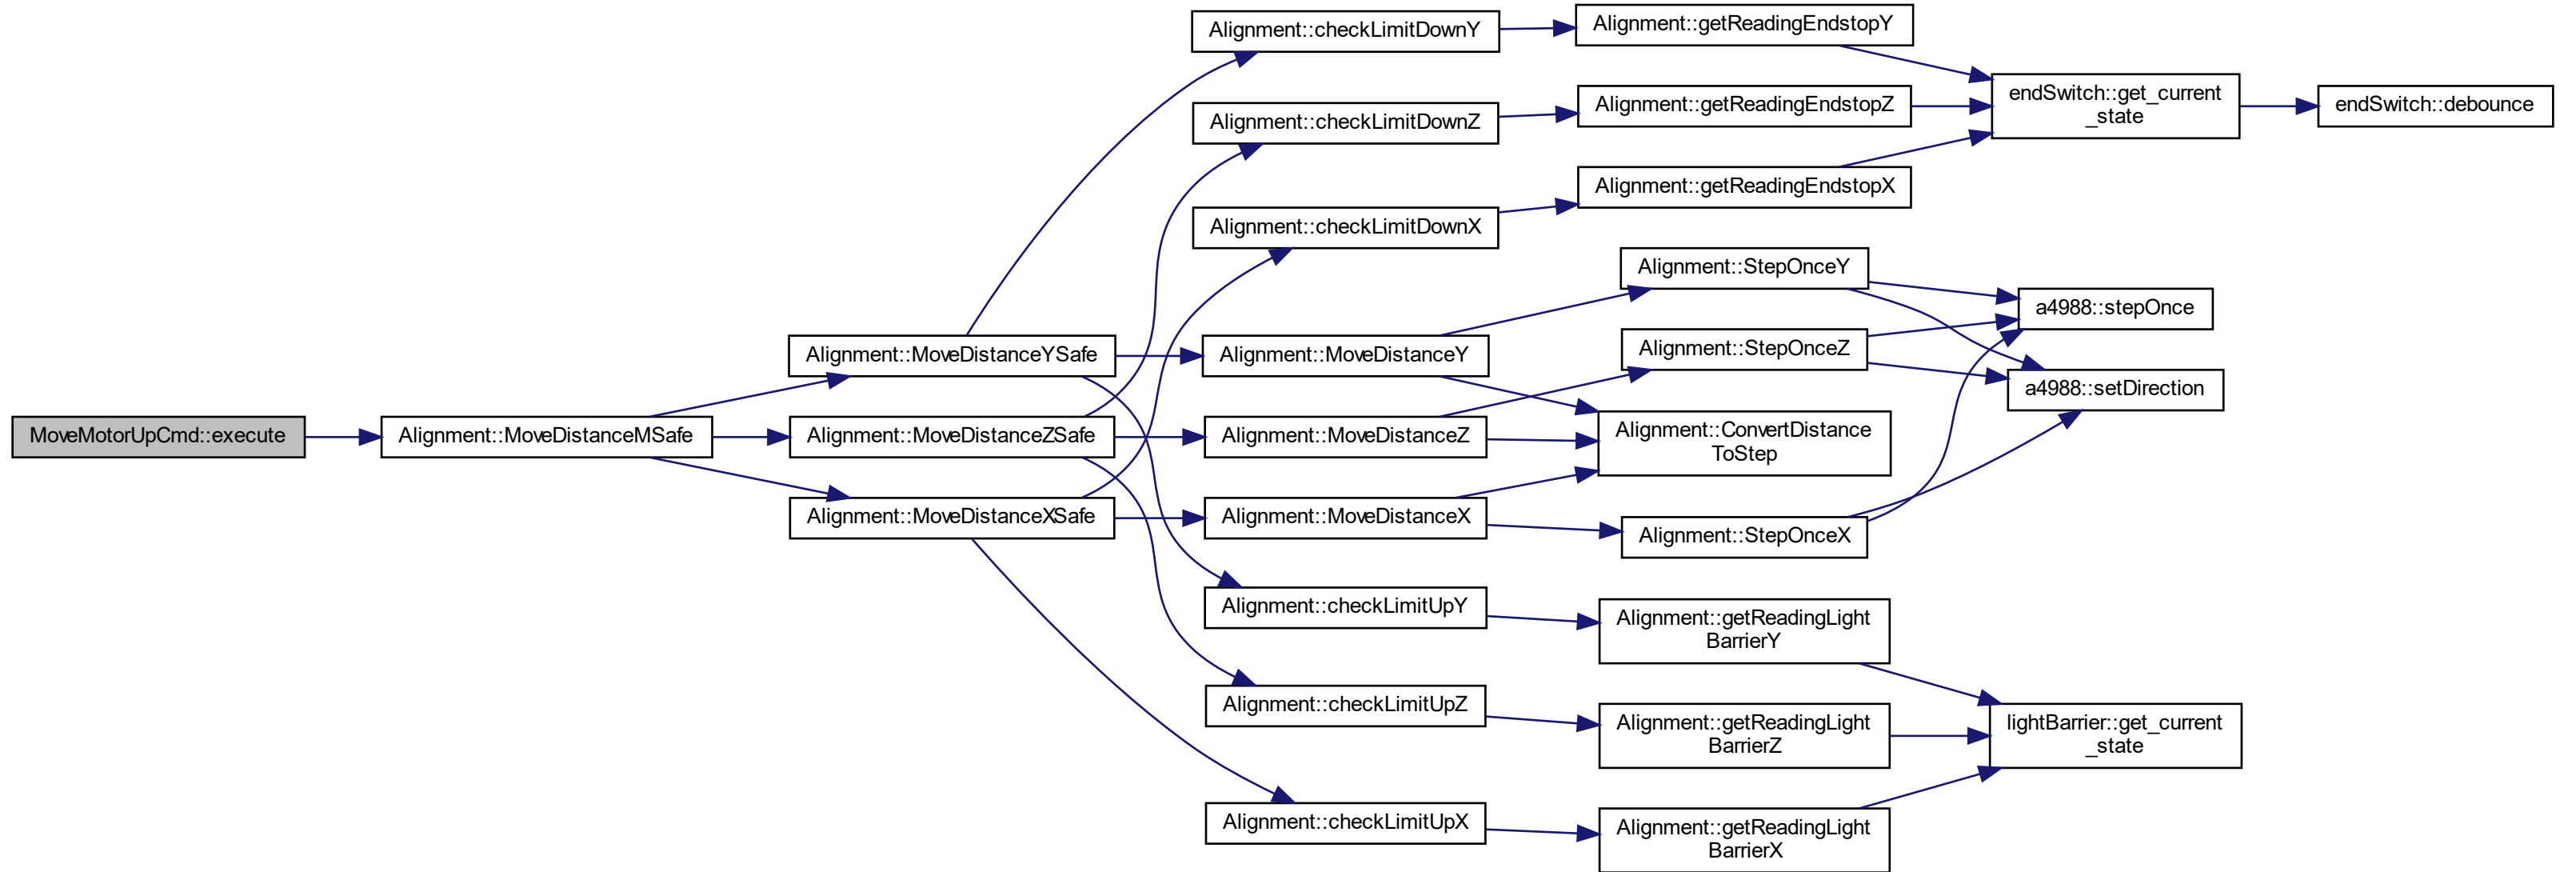 MoveMotorUpCmd::execute
Alignment::MoveDistanceMSafe
Alignment::MoveDistanceYSafe
Alignment::MoveDistanceZSafe
Alignment::MoveDistanceXSafe
Alignment::checkLimitDownY
Alignment::checkLimitDownZ
Alignment::checkLimitDownX
Alignment::MoveDistanceY
Alignment::MoveDistanceZ
Alignment::MoveDistanceX
Alignment::checkLimitUpY
Alignment::checkLimitUpZ
Alignment::checkLimitUpX
Alignment::getReadingEndstopY
Alignment::getReadingEndstopZ
Alignment::getReadingEndstopX
Alignment::StepOnceY
Alignment::StepOnceZ
Alignment::ConvertDistance
ToStep
Alignment::StepOnceX
Alignment::getReadingLight
BarrierY
Alignment::getReadingLight
BarrierZ
Alignment::getReadingLight
BarrierX
endSwitch::get_current
_state
a4988::stepOnce
a4988::setDirection
lightBarrier::get_current
_state
endSwitch::debounce